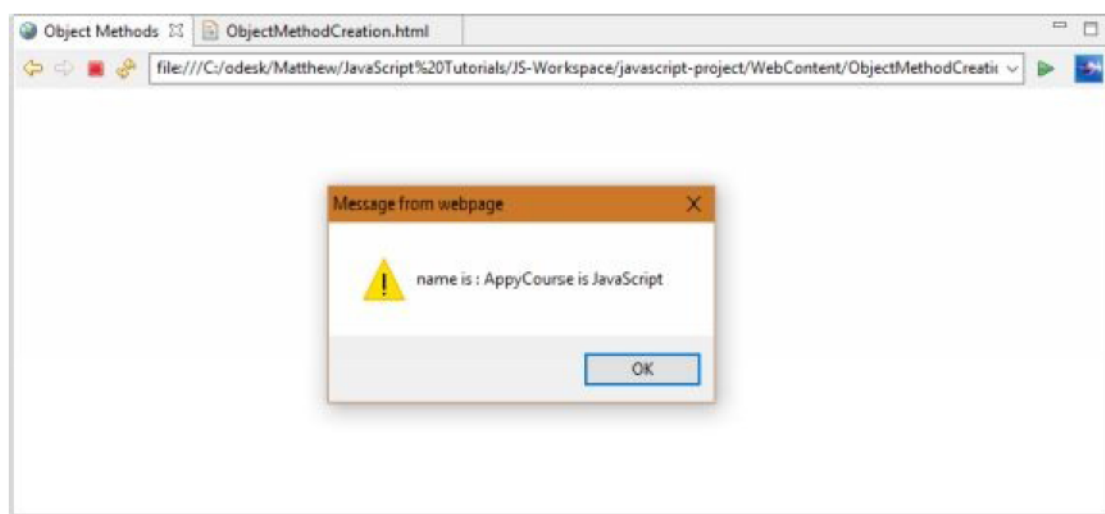 Object Methods
ObjectMethodCreation.html
file:///C:/odesk/Matthew/JavaScript%20Tutorials/JS-Workspace/javascript-project/WebContent/ObjectMethodCreatic
Message from webpage
name is : AppyCourse is JavaScript
OK